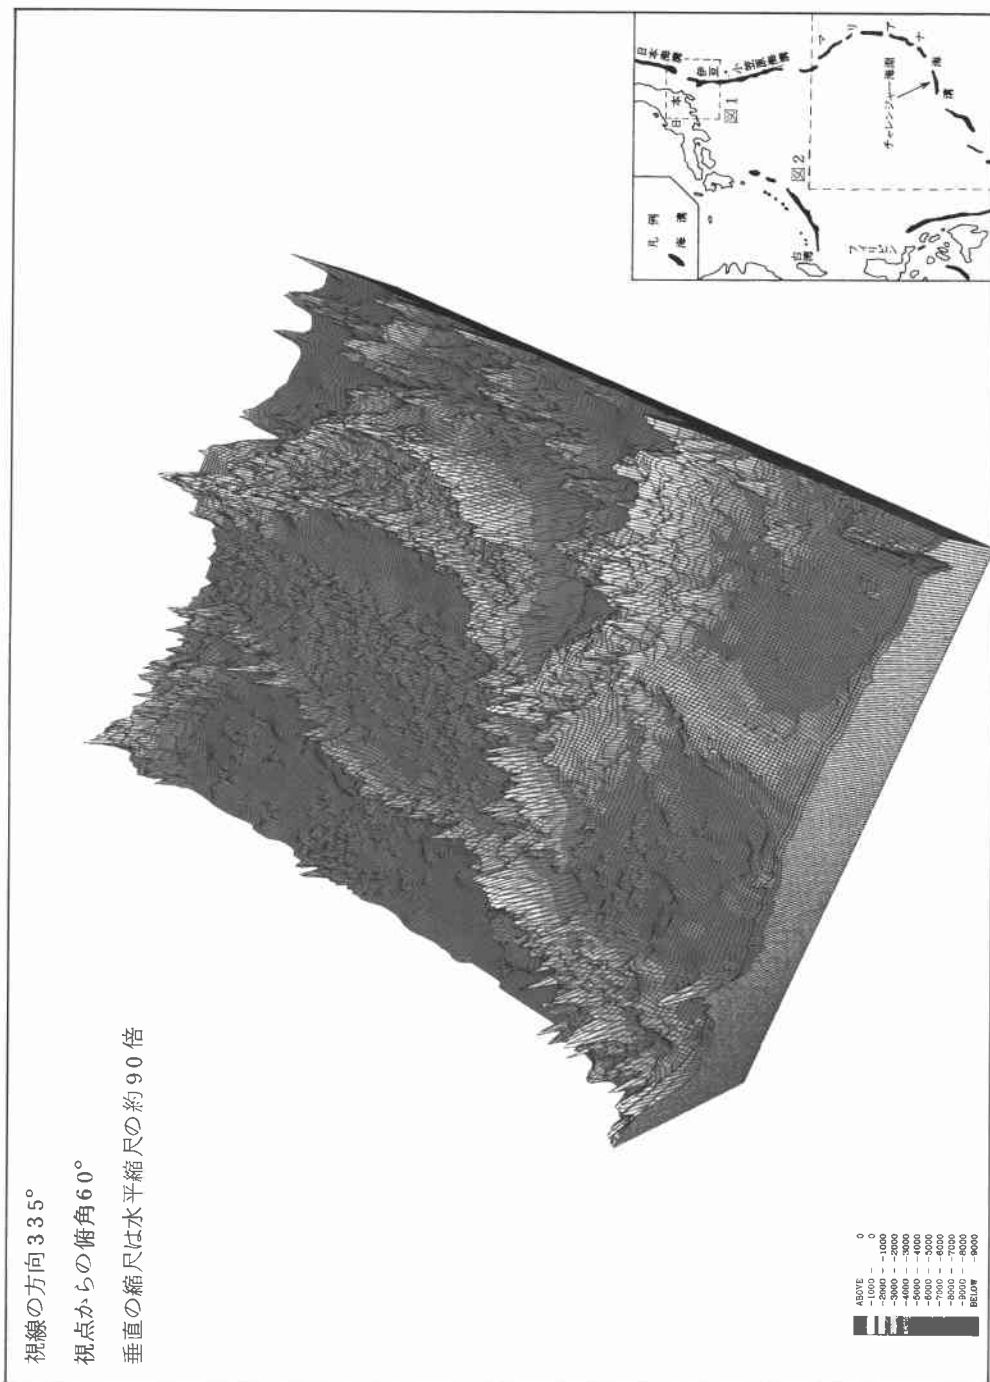 視線の方向335°
視点からの俯角60°
垂直の縮尺は水平縮尺の約90倍
ABOVE 0
-1000 - 0
-2000 - -1000
-3000 - -2000
-4000 - -3000
-5000 - -4000
-6000 - -5000
-7000 - -6000
-8000 - -7000
-9000 - -8000
BELOW -9000
凡例
海溝
日本海溝
伊豆・小笠原海溝
マリアナ海溝
チャレンジャー海淵
日本
図1
図2
台湾
フィリピン